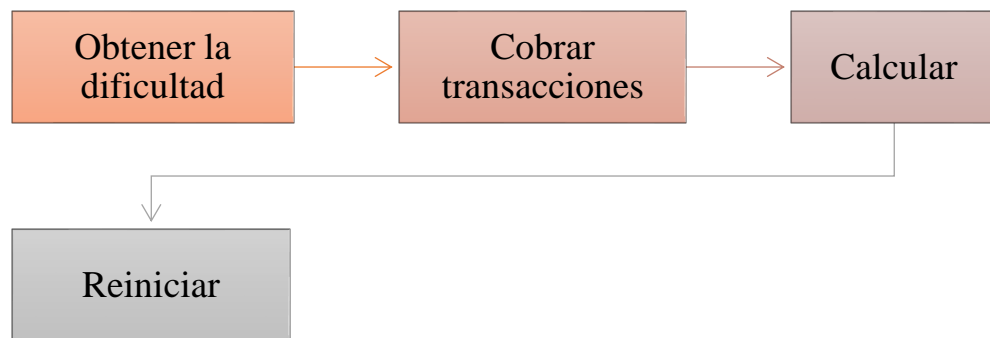 Obtener la
dificultad
Cobrar
transacciones
Calcular
Reiniciar